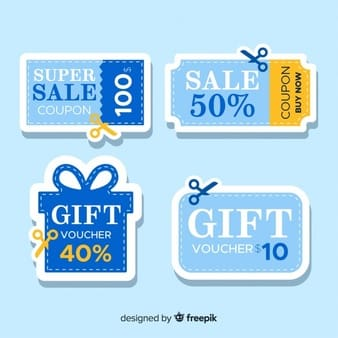 SUPER
SALE
COUPON
100$
SALE
50%
COUPON
BUY NOW
GIFT
VOUCHER
40%
GIFT
VOUCHER $10
designed by freepik